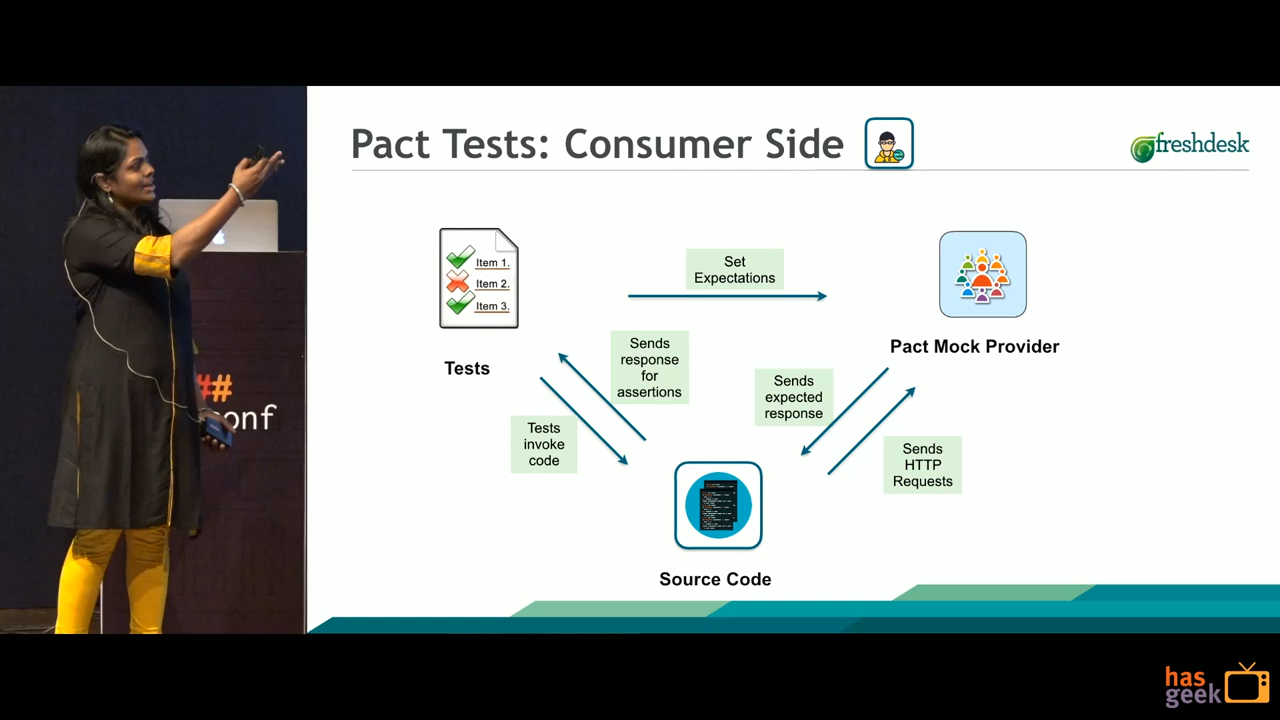 Pact Tests: Consumer Side
freshdesk
Item 1.
Item 2.
Item 3.
Set
Expectations
Tests
Pact Mock Provider
Sends
response
for
assertions
Sends
expected
response
Tests
invoke
code
Sends
HTTP
Requests
Source Code
##
conf
has
geek